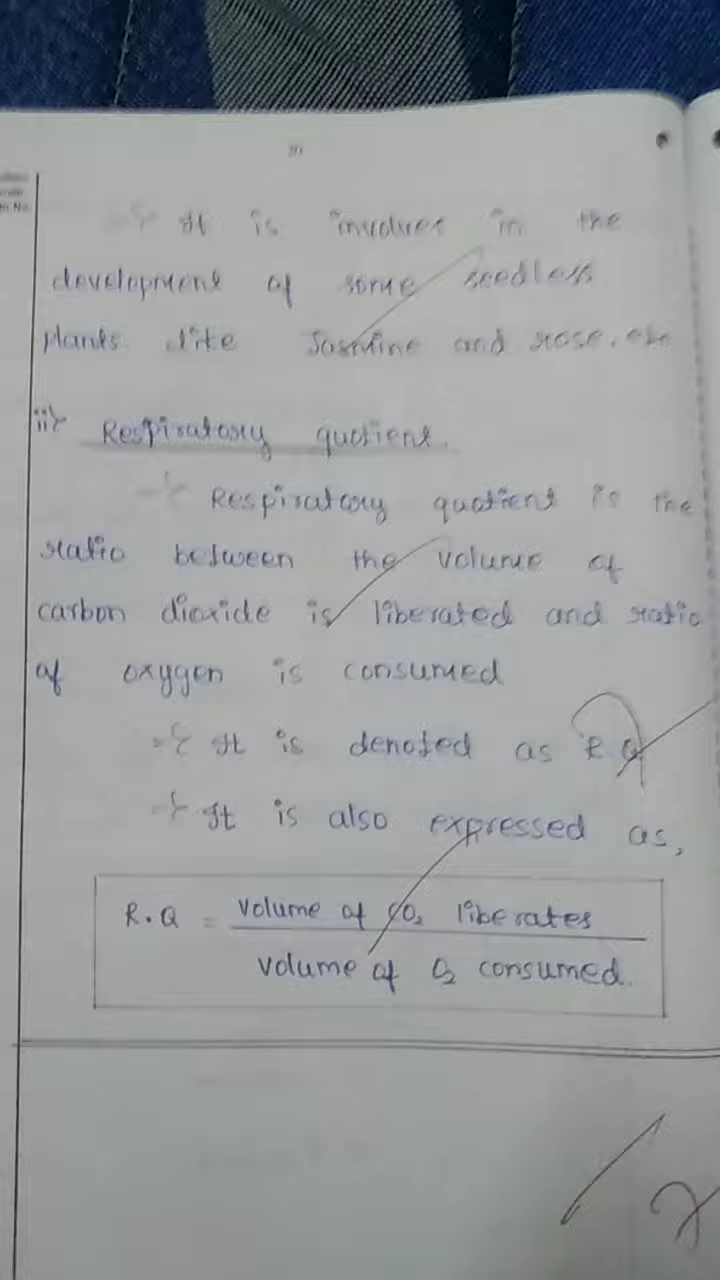 → It is involves in the
development of some seedless
plants like Jasmine and rose, etc
ii) Respiratory quotient.
→ Respiratory quotient is the
ratio between the volume of
carbon dioxide is liberated and ratio
of oxygen is consumed
→ It is denoted as R.Q
→ It is also expressed as,
R.Q = volume of CO₂ liberates
volume of O₂ consumed.